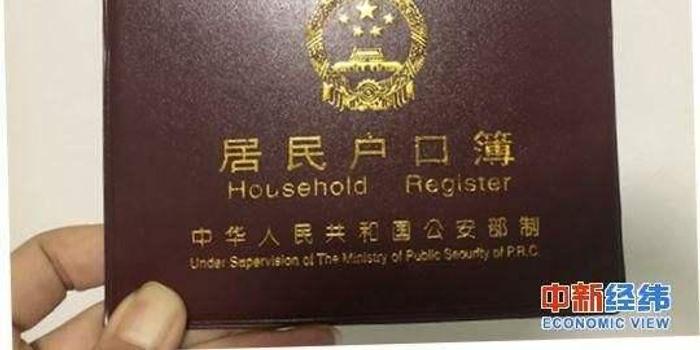 居民户口簿
Household Register
中华人民共和国公安部制
Under Supervision of The Ministry of Public Security of P.R.C.
中新经纬
ECONOMIC VIEW